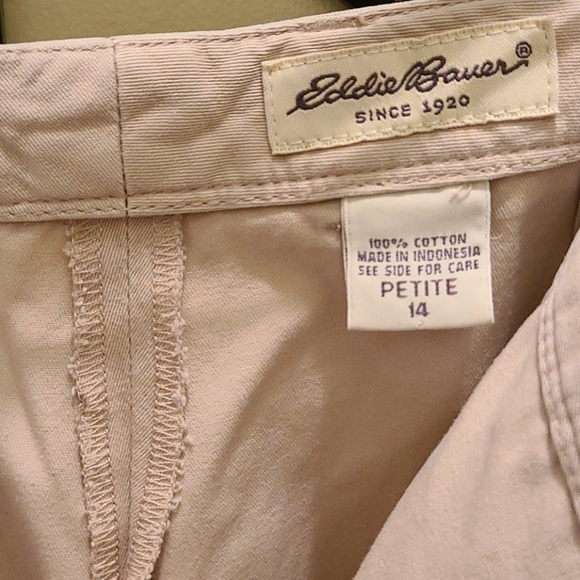 Eddie Bauer®
SINCE 1920
100% COTTON
MADE IN INDONESIA
SEE SIDE FOR CARE
PETITE
14